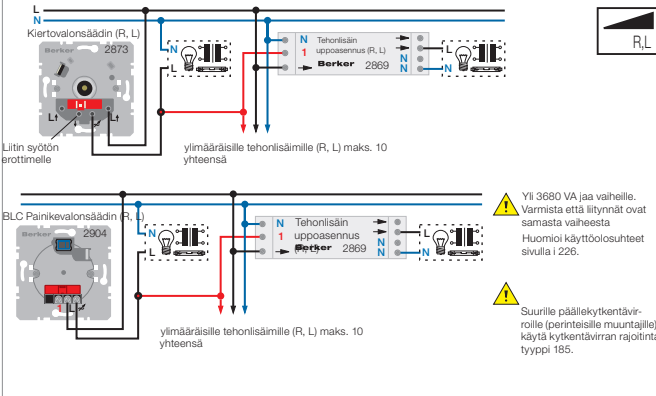 L
N
Kiertovalonsäädin (R, L)
Berker 2873
L↑ L↑
Liitin syötön
erottimelle
N
L
N Tehonlisäin
1 uppoasennus (R, L)
Berker 2869
L
N
N
N
L
ylimääräisille tehonlisäimille (R, L) maks. 10
yhteensä
R,L
BLC Painikevalonsäädin (R, L)
Berker 2904
1 L
N
L
N Tehonlisäin
1 uppoasennus
(R, L)
Berker 2869
N
N
L
N
ylimääräisille tehonlisäimille (R, L) maks. 10
yhteensä
Yli 3680 VA jaa vaiheille.
Varmista että liitynnät ovat
samasta vaiheesta
Huomioi käyttöolosuhteet
sivulla i 226.
Suurille päällekytkentävir-
roille (perinteisille muuntajille)
käytä kytkentävirran rajoitinta
tyyppi 185.